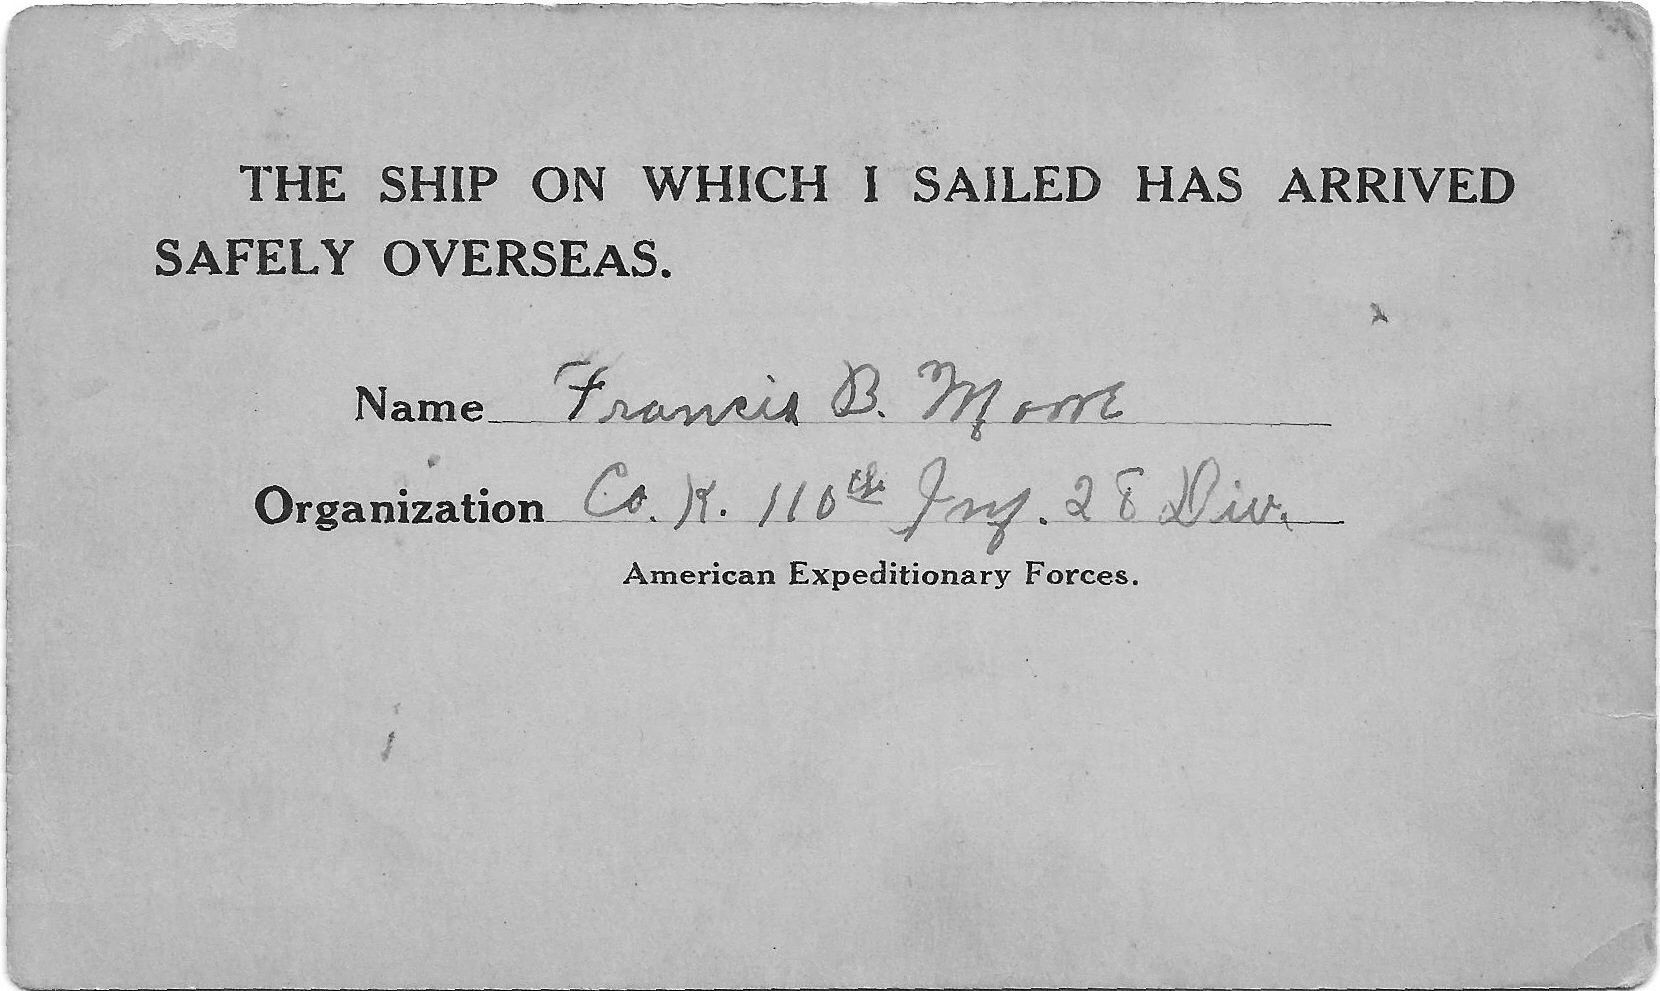 THE SHIP ON WHICH I SAILED HAS ARRIVED
SAFELY OVERSEAS.
Name Francis B. Moore
Organization Co. K. 110th Inf. 28 Div.
American Expeditionary Forces.